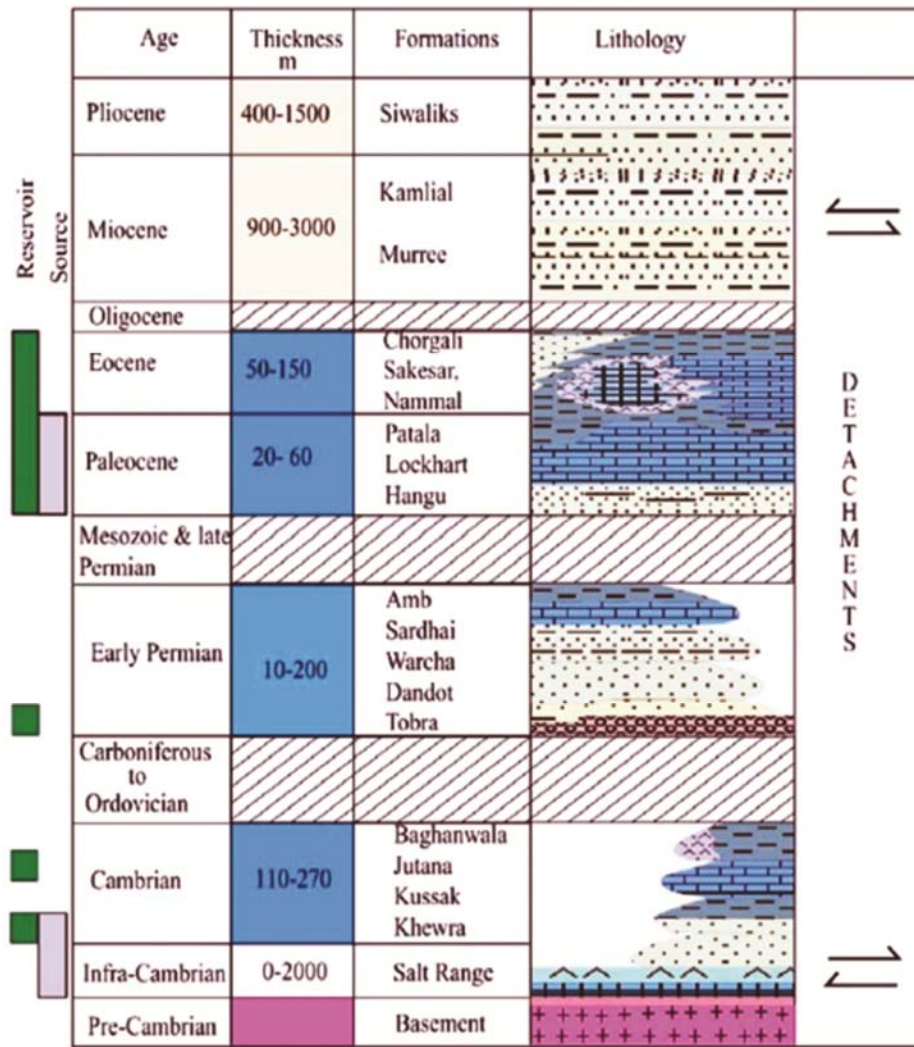 Age Thickness m Formations Lithology
Reservoir
Source
Pliocene 400-1500 Siwaliks
Miocene 900-3000 Kamlial
Murree
Oligocene
Eocene 50-150 Chorgali
Sakesar,
Nammal
Paleocene 20- 60 Patala
Lockhart
Hangu
Mesozoic & late
Permian
Early Permian 10-200 Amb
Sardhai
Warcha
Dandot
Tobra
Carboniferous
to
Ordovician
Cambrian 110-270 Baghanwala
Jutana
Kussak
Khewra
Infra-Cambrian 0-2000 Salt Range
Pre-Cambrian Basement
DETACHMENTS